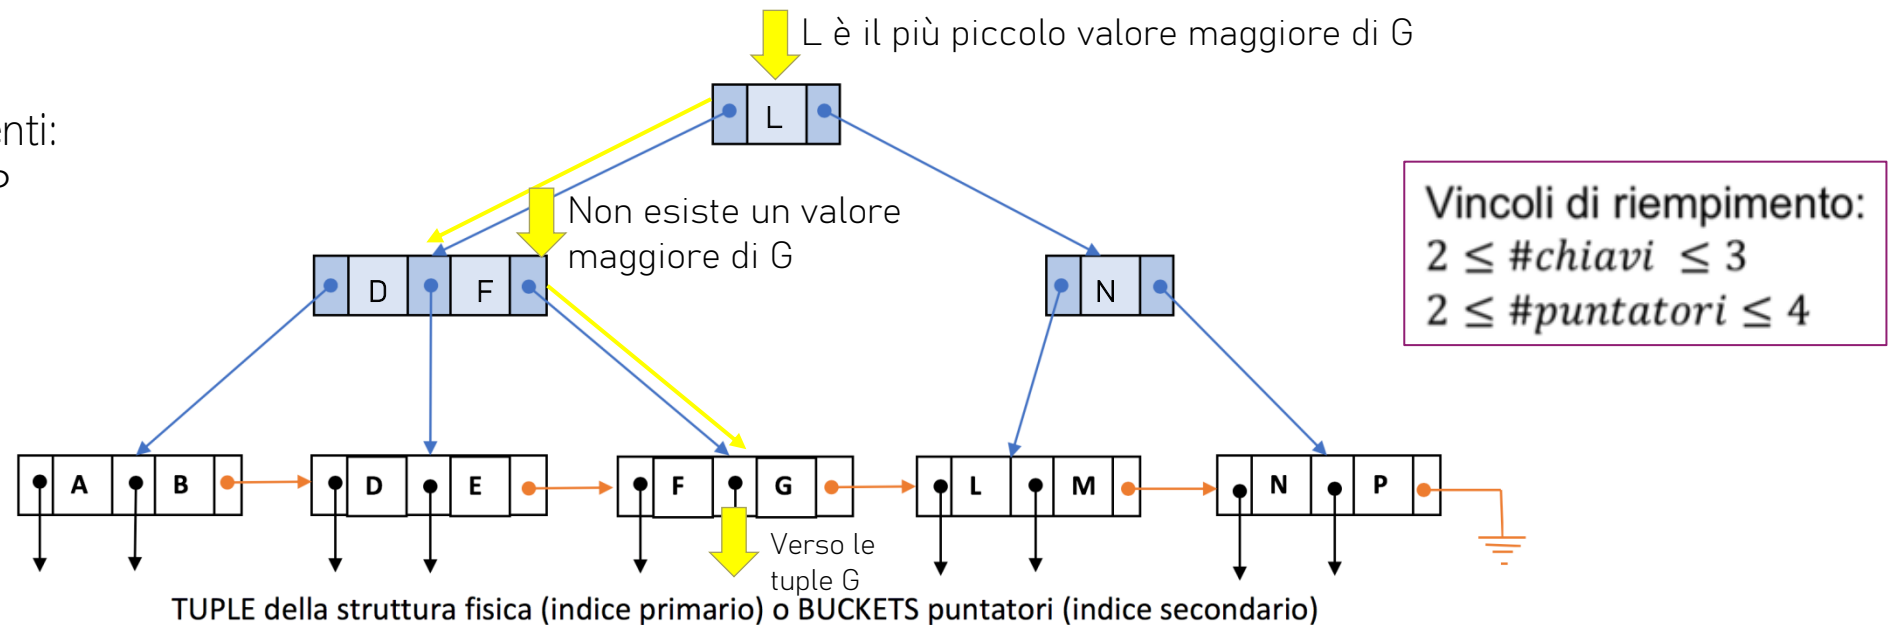 L è il più piccolo valore maggiore di G
L
enti:
Non esiste un valore
maggiore di G
D F
N
Vincoli di riempimento:
2 ≤ #chiavi ≤ 3
2 ≤ #puntatori ≤ 4
A B D E F G L M N P
Verso le
tuple G
TUPLE della struttura fisica (indice primario) o BUCKETS puntatori (indice secondario)